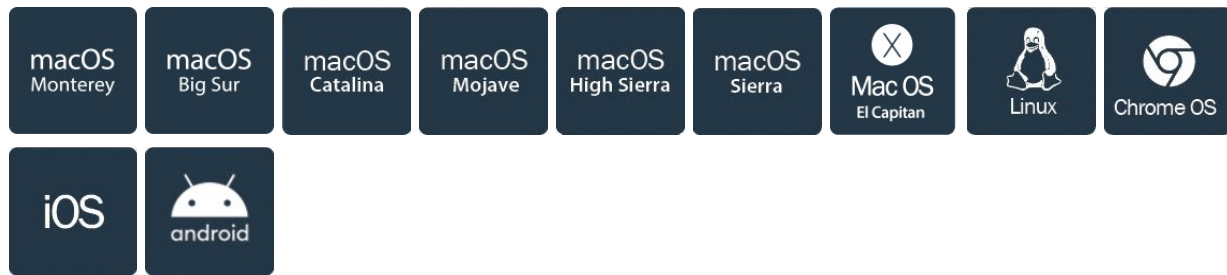 macOS
Monterey
macOS
Big Sur
macOS
Catalina
macOS
Mojave
macOS
High Sierra
macOS
Sierra
X
Mac OS
El Capitan
Linux
Chrome OS
iOS
android